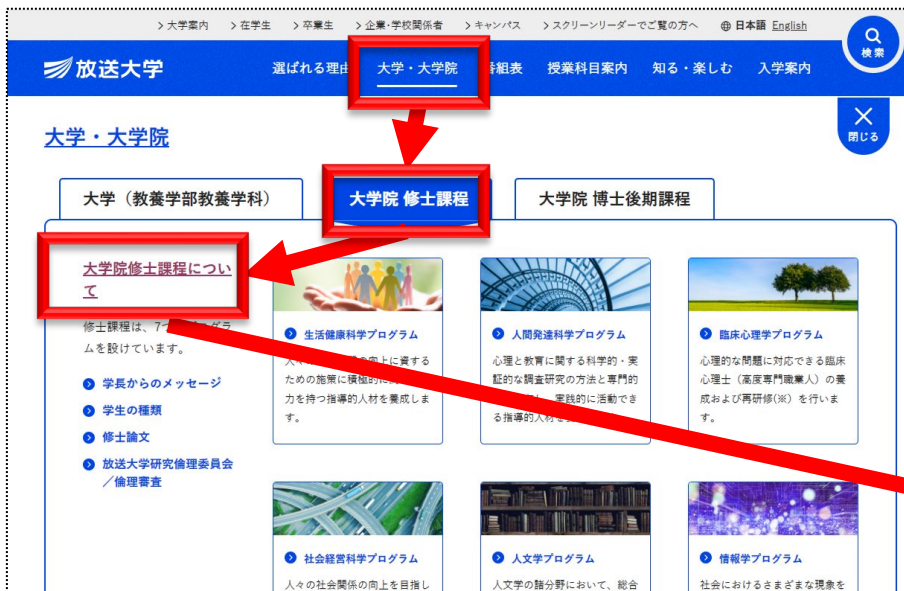 大学案内 在学生 卒業生 企業・学校関係者 キャンパス スクリーンリーダーでご覧の方へ 日本語 English
検索
放送大学
選ばれる理由 大学・大学院 番組表 授業科目案内 知る・楽しむ 入学案内
閉じる
大学・大学院
大学（教養学部教養学科） 大学院 修士課程 大学院 博士後期課程
大学院修士課程につい
て
修士課程は、7つ
ムを設けています。
学長からのメッセージ
学生の種類
修士論文
放送大学研究倫理委員会
／倫理審査
生活健康科学プログラム
向上に資する
ための施策に積極的に
力を持つ指導的人材を養成しま
す。
人間発達科学プログラム
心理と教育に関する科学的・実
証的な調査研究の方法と専門的
実践的に活動でき
る指導的人材を
臨床心理学プログラム
心理的な問題に対応できる臨床
心理士（高度専門職業人）の養
成および再研修(※）を行いま
す。
社会経営科学プログラム
人々の社会関係の向上を目指し
人文学プログラム
人文学の諸分野において、総合
情報学プログラム
社会におけるさまざまな現象を